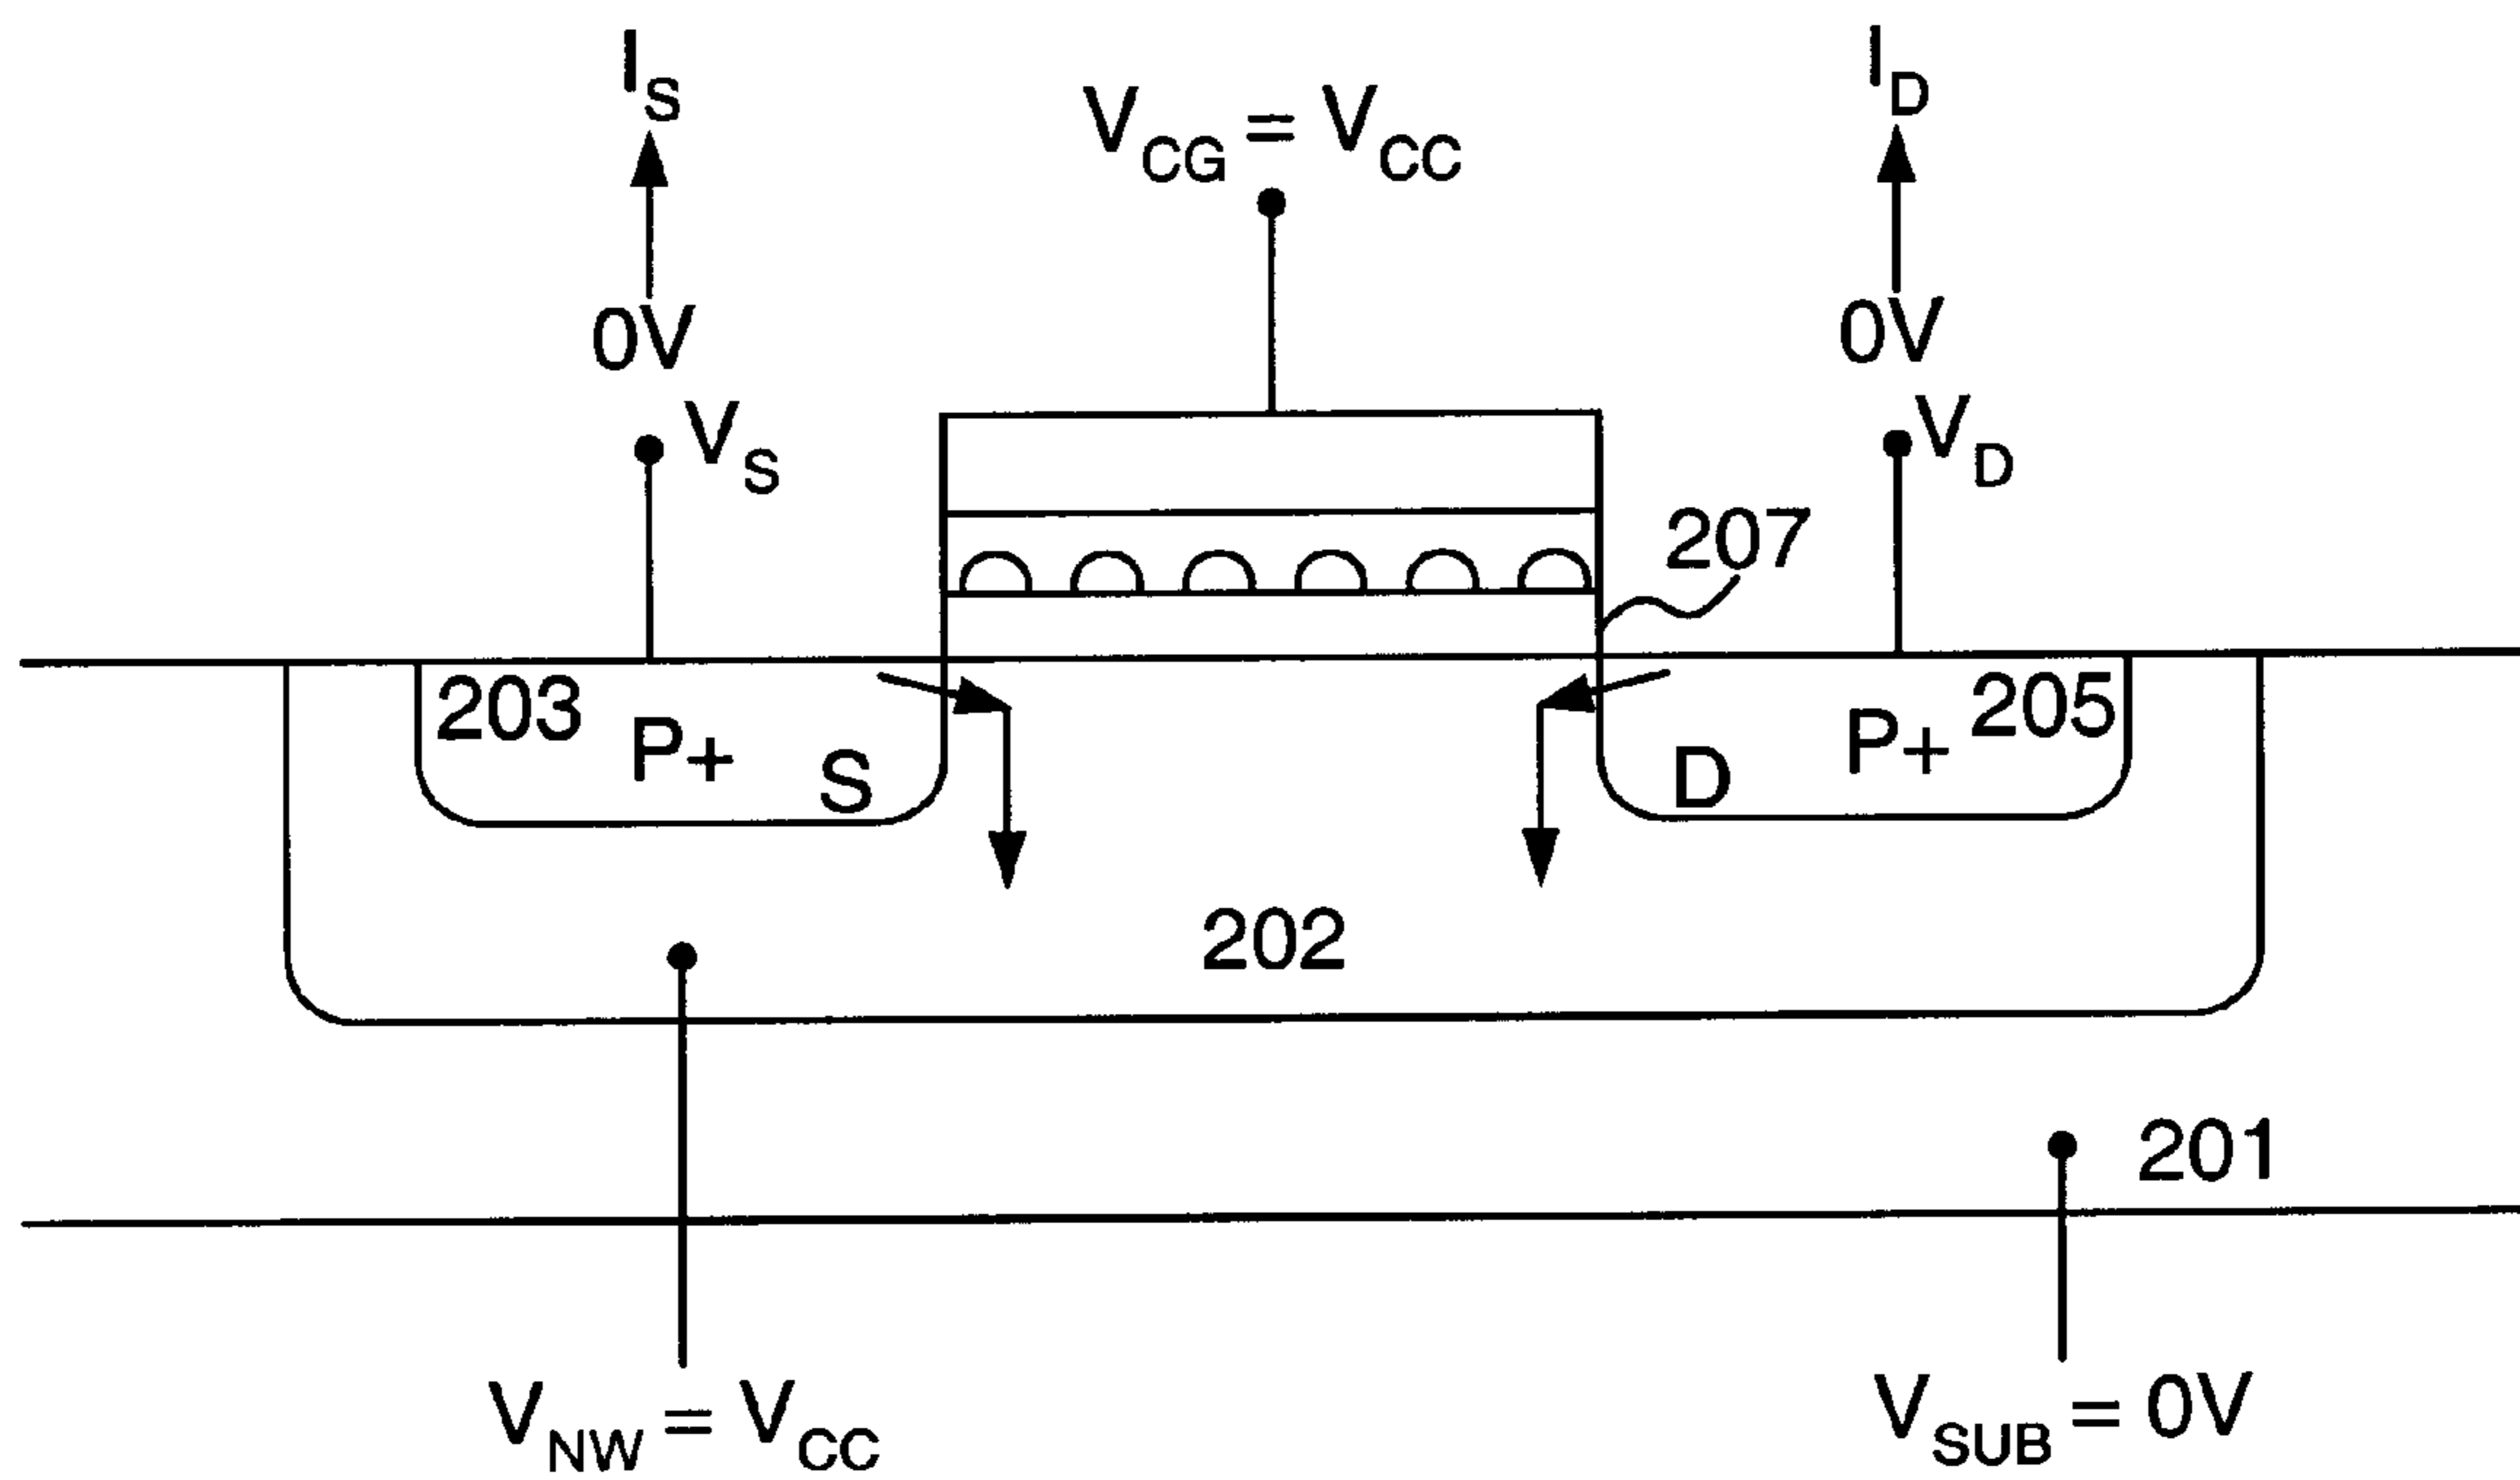 I_S
I_D
V_CG = V_CC
0V
0V
V_S
V_D
207
203
P+
S
D
P+
205
202
201
V_NW = V_CC
V_SUB = 0V